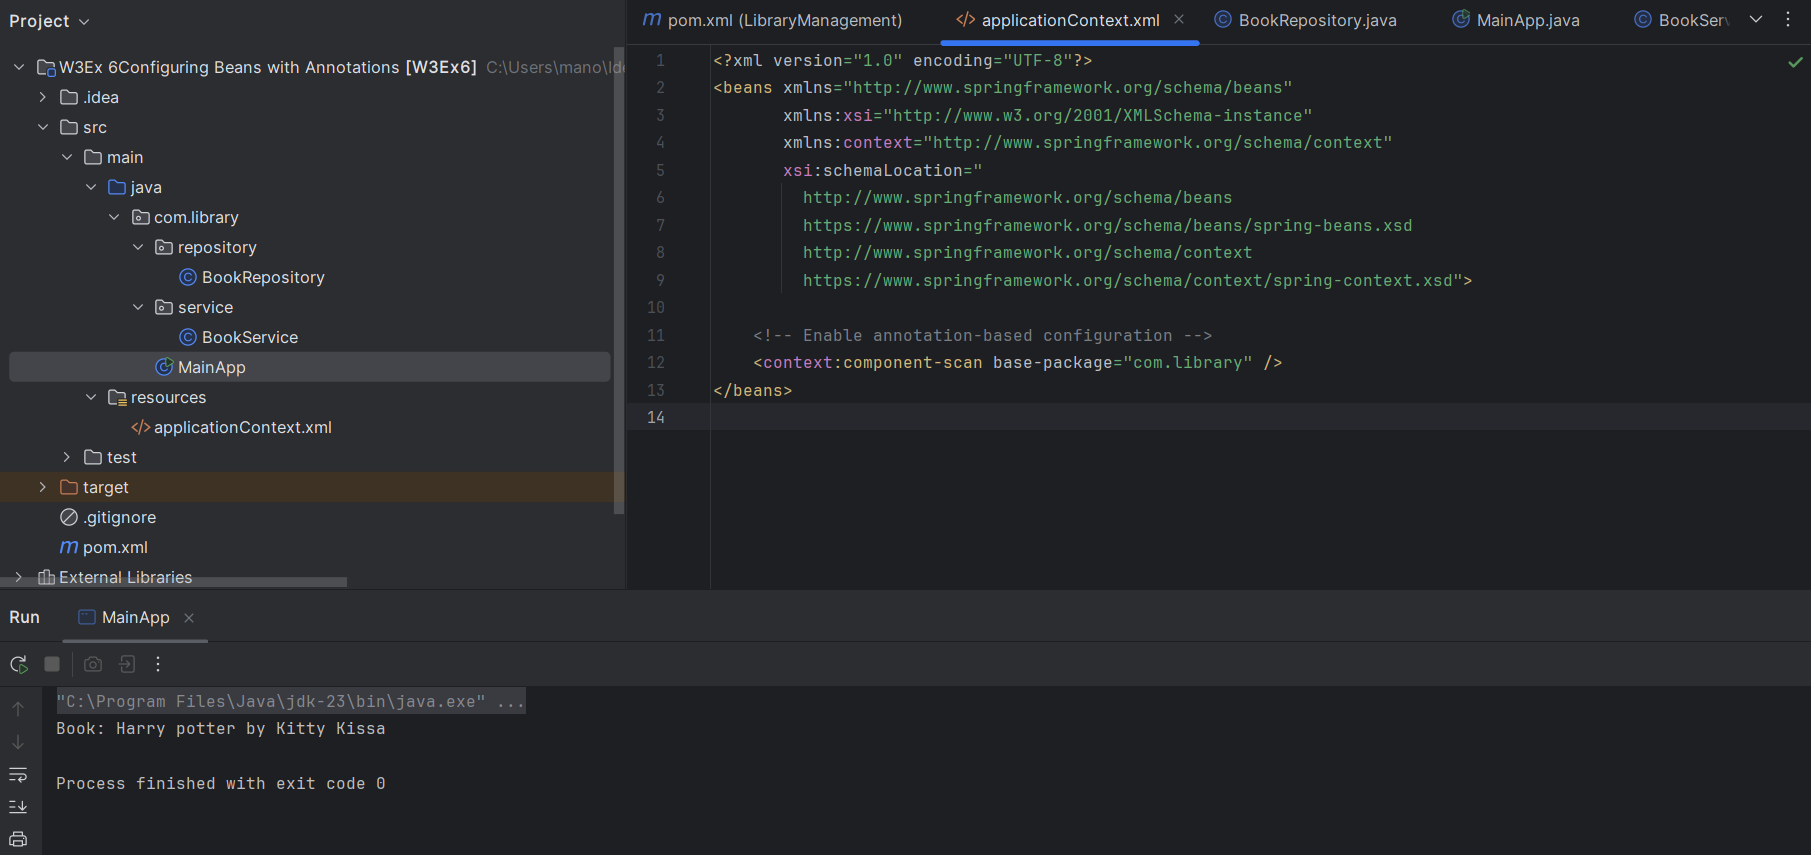 Project
W3Ex 6Configuring Beans with Annotations [W3Ex6] C:\Users\mano\Ide
.idea
src
main
java
com.library
repository
BookRepository
service
BookService
MainApp
resources
applicationContext.xml
test
target
.gitignore
pom.xml
External Libraries
pom.xml (LibraryManagement) applicationContext.xml BookRepository.java MainApp.java BookServ
1 <?xml version="1.0" encoding="UTF-8"?>
2 <beans xmlns="http://www.springframework.org/schema/beans"
3 xmlns:xsi="http://www.w3.org/2001/XMLSchema-instance"
4 xmlns:context="http://www.springframework.org/schema/context"
5 xsi:schemaLocation="
6 http://www.springframework.org/schema/beans
7 https://www.springframework.org/schema/beans/spring-beans.xsd
8 http://www.springframework.org/schema/context
9 https://www.springframework.org/schema/context/spring-context.xsd">
10
11 <!-- Enable annotation-based configuration -->
12 <context:component-scan base-package="com.library" />
13 </beans>
14
Run MainApp
"C:\Program Files\Java\jdk-23\bin\java.exe" ...
Book: Harry potter by Kitty Kissa
Process finished with exit code 0